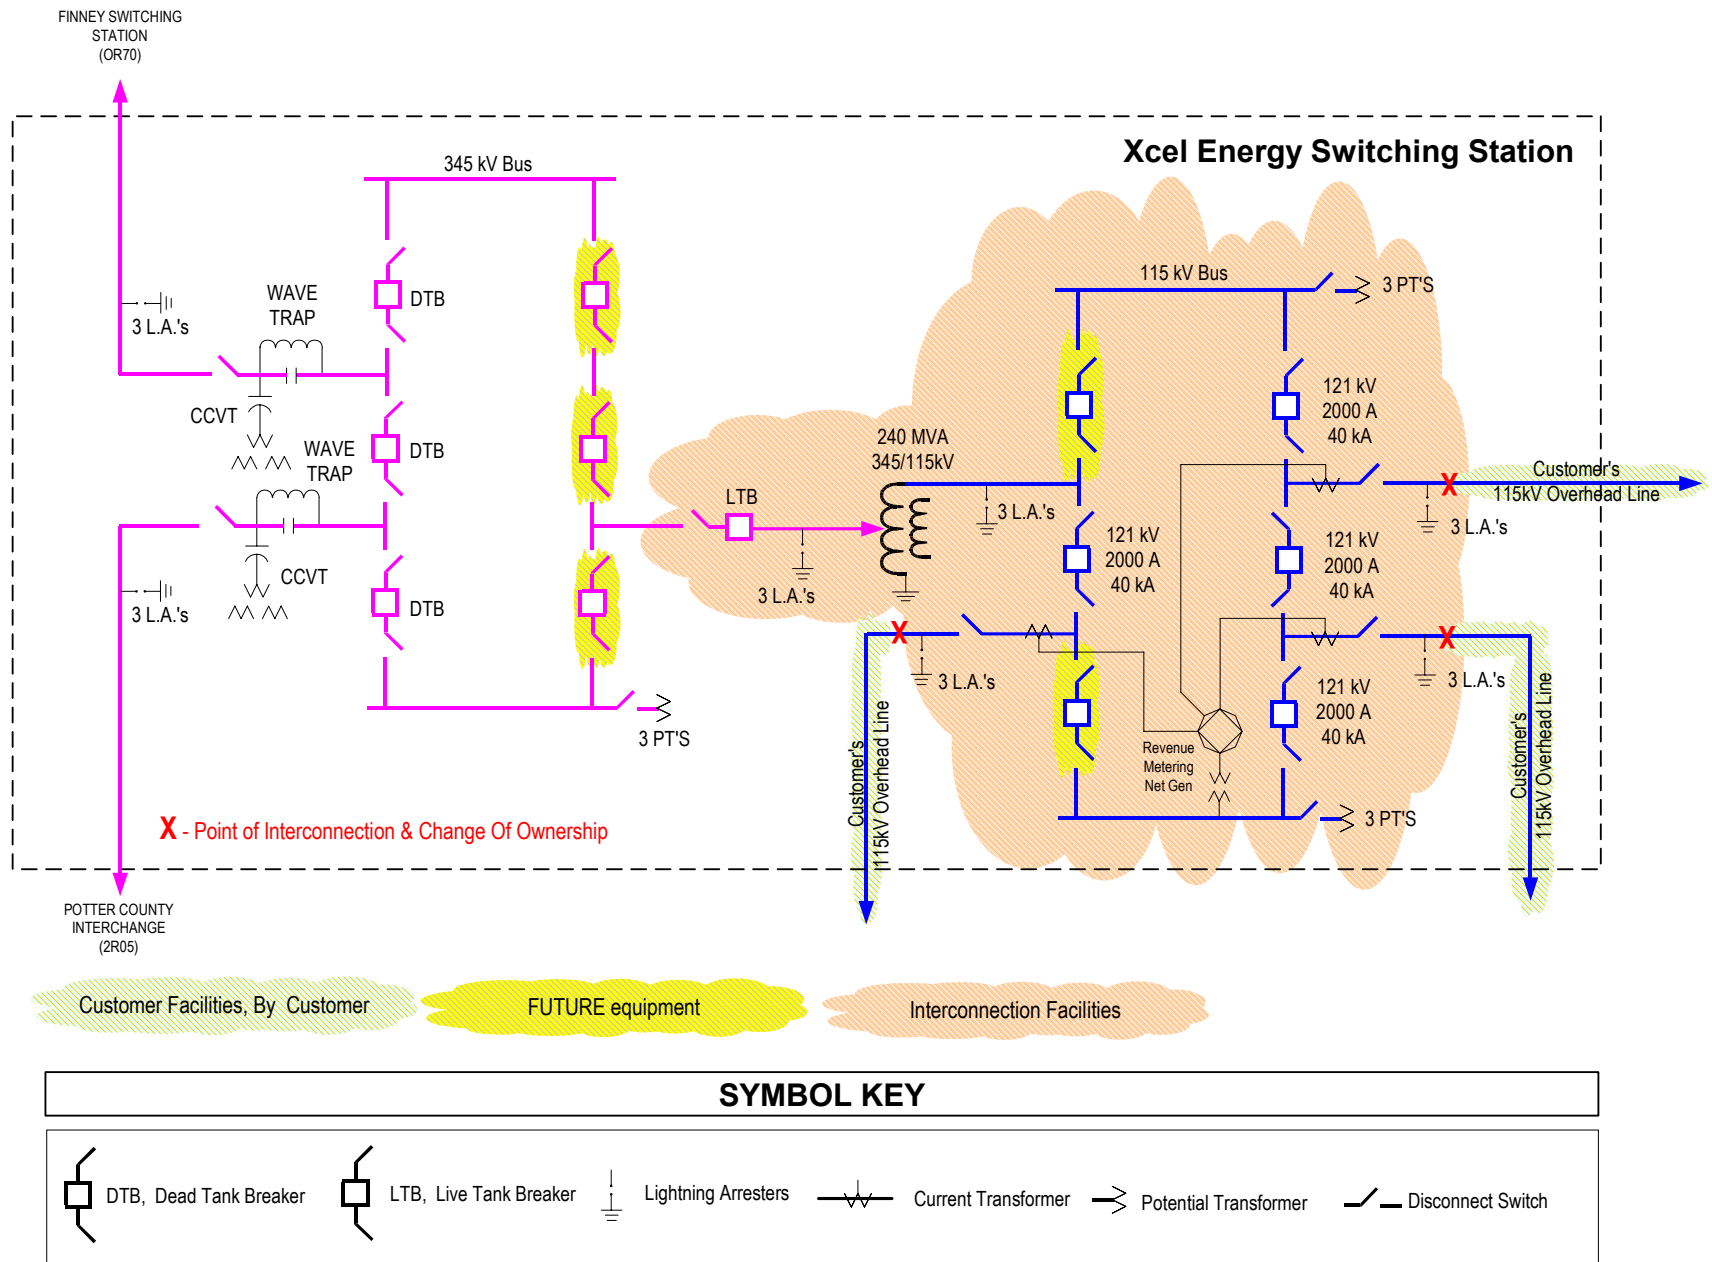 FINNEY SWITCHING
STATION
(OR70)
Xcel Energy Switching Station
345 kV Bus
115 kV Bus
3 PT'S
WAVE
TRAP
DTB
3 L.A.'s
CCVT
WAVE
TRAP
DTB
240 MVA
345/115kV
LTB
121 kV
2000 A
40 kA
Customer's
115kV Overhead Line
3 L.A.'s
3 L.A.'s
121 kV
2000 A
40 kA
121 kV
2000 A
40 kA
CCVT
3 L.A.'s
DTB
3 L.A.'s
3 L.A.'s
3 L.A.'s
121 kV
2000 A
40 kA
3 PT'S
Revenue
Metering
Net Gen
Customer's
115kV Overhead Line
Customer's
115kV Overhead Line
3 PT'S
X - Point of Interconnection & Change Of Ownership
X
X
X
POTTER COUNTY
INTERCHANGE
(2R05)
Customer Facilities, By Customer
FUTURE equipment
Interconnection Facilities
SYMBOL KEY
DTB, Dead Tank Breaker
LTB, Live Tank Breaker
Lightning Arresters
Current Transformer
Potential Transformer
Disconnect Switch